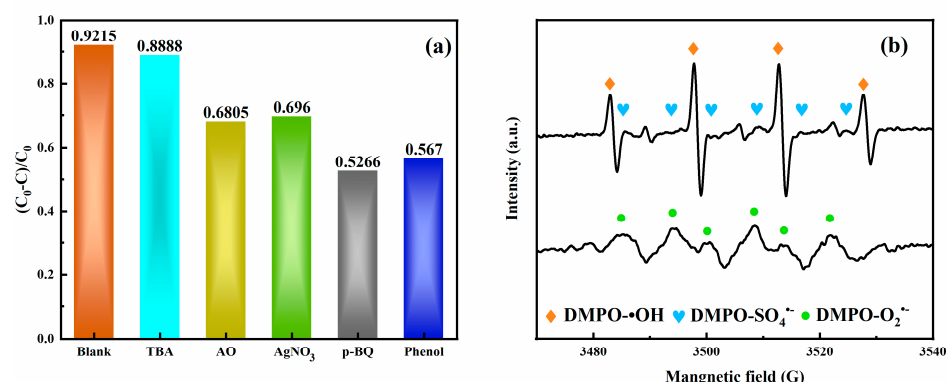 (a)
(C₀-C)/C₀
1.0
0.8
0.6
0.4
0.2
0.0
0.9215
0.8888
0.6805
0.696
0.5266
0.567
Blank TBA AO AgNO₃ p-BQ Phenol
(b)
Intensity (a.u.)
DMPO-•OH DMPO-SO₄•⁻ DMPO-O₂•⁻
3480 3500 3520 3540
Mangnetic field (G)